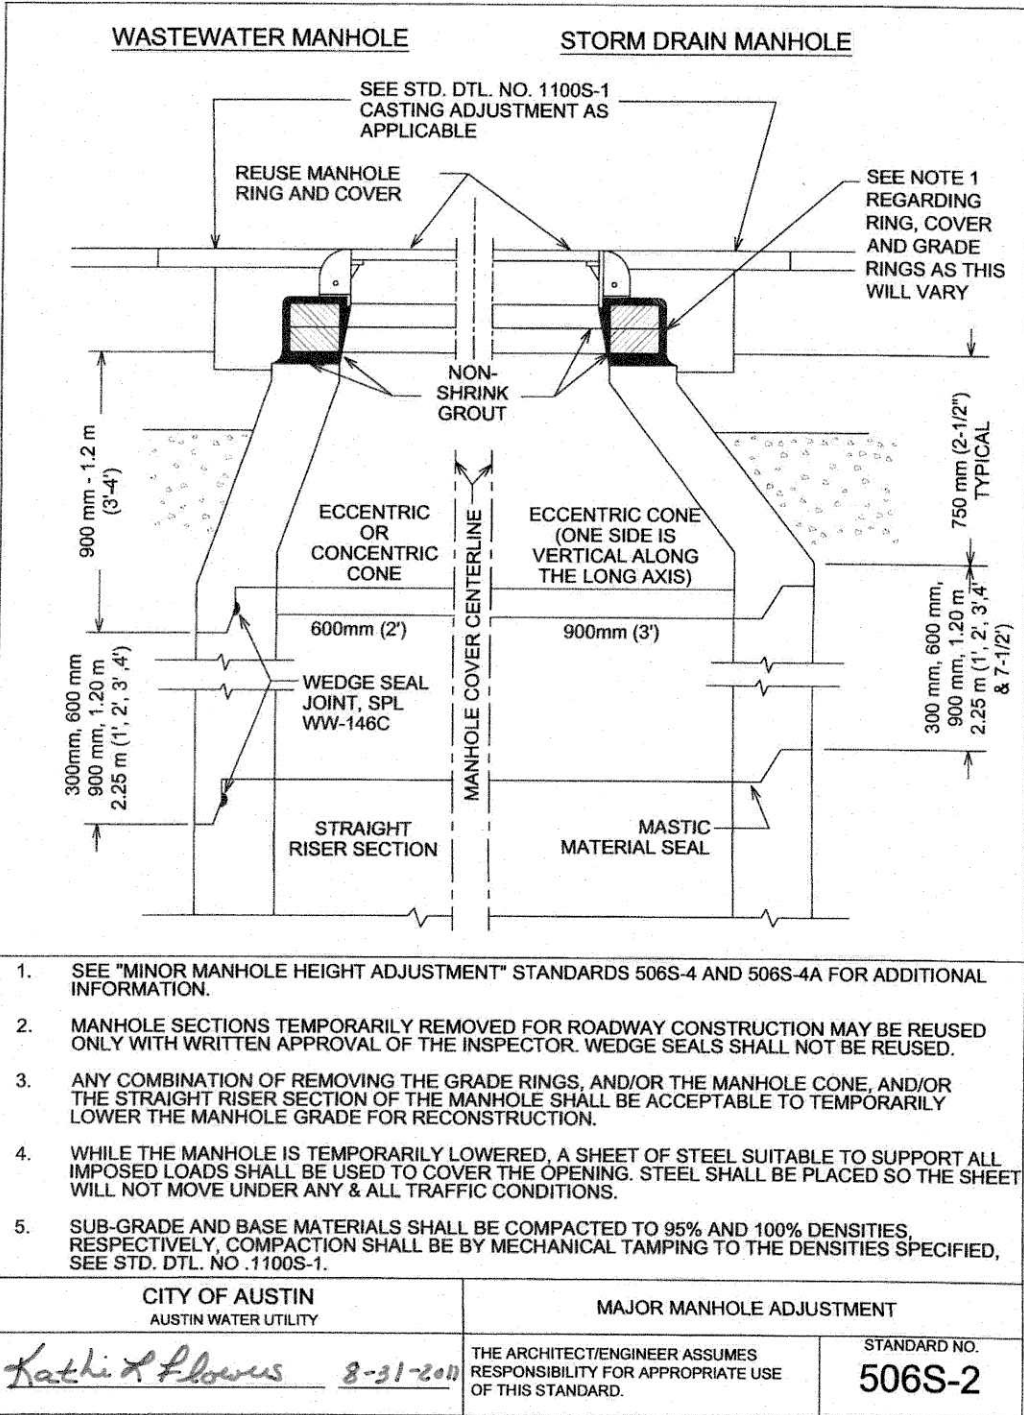 WASTEWATER MANHOLE
STORM DRAIN MANHOLE
SEE STD. DTL. NO. 1100S-1
CASTING ADJUSTMENT AS
APPLICABLE
REUSE MANHOLE
RING AND COVER
SEE NOTE 1
REGARDING
RING, COVER
AND GRADE
RINGS AS THIS
WILL VARY
NON-
SHRINK
GROUT
900 mm - 1.2 m
(3'-4')
750 mm (2-1/2")
TYPICAL
ECCENTRIC
OR
CONCENTRIC
CONE
MANHOLE COVER CENTERLINE
ECCENTRIC CONE
(ONE SIDE IS
VERTICAL ALONG
THE LONG AXIS)
600mm (2')
900mm (3')
300mm, 600 mm
900 mm, 1.20 m
2.25 m (1', 2', 3' ,4')
WEDGE SEAL
JOINT, SPL
WW-146C
300 mm, 600 mm,
900 mm, 1.20 m
2.25 m (1', 2', 3',4'
& 7-1/2')
STRAIGHT
RISER SECTION
MASTIC
MATERIAL SEAL
1. SEE "MINOR MANHOLE HEIGHT ADJUSTMENT" STANDARDS 506S-4 AND 506S-4A FOR ADDITIONAL
INFORMATION.
2. MANHOLE SECTIONS TEMPORARILY REMOVED FOR ROADWAY CONSTRUCTION MAY BE REUSED
ONLY WITH WRITTEN APPROVAL OF THE INSPECTOR. WEDGE SEALS SHALL NOT BE REUSED.
3. ANY COMBINATION OF REMOVING THE GRADE RINGS, AND/OR THE MANHOLE CONE, AND/OR
THE STRAIGHT RISER SECTION OF THE MANHOLE SHALL BE ACCEPTABLE TO TEMPORARILY
LOWER THE MANHOLE GRADE FOR RECONSTRUCTION.
4. WHILE THE MANHOLE IS TEMPORARILY LOWERED, A SHEET OF STEEL SUITABLE TO SUPPORT ALL
IMPOSED LOADS SHALL BE USED TO COVER THE OPENING. STEEL SHALL BE PLACED SO THE SHEET
WILL NOT MOVE UNDER ANY & ALL TRAFFIC CONDITIONS.
5. SUB-GRADE AND BASE MATERIALS SHALL BE COMPACTED TO 95% AND 100% DENSITIES,
RESPECTIVELY, COMPACTION SHALL BE BY MECHANICAL TAMPING TO THE DENSITIES SPECIFIED,
SEE STD. DTL. NO .1100S-1.
CITY OF AUSTIN
AUSTIN WATER UTILITY
MAJOR MANHOLE ADJUSTMENT
Kathi L Flowers 8-31-2011
THE ARCHITECT/ENGINEER ASSUMES
RESPONSIBILITY FOR APPROPRIATE USE
OF THIS STANDARD.
STANDARD NO.
506S-2